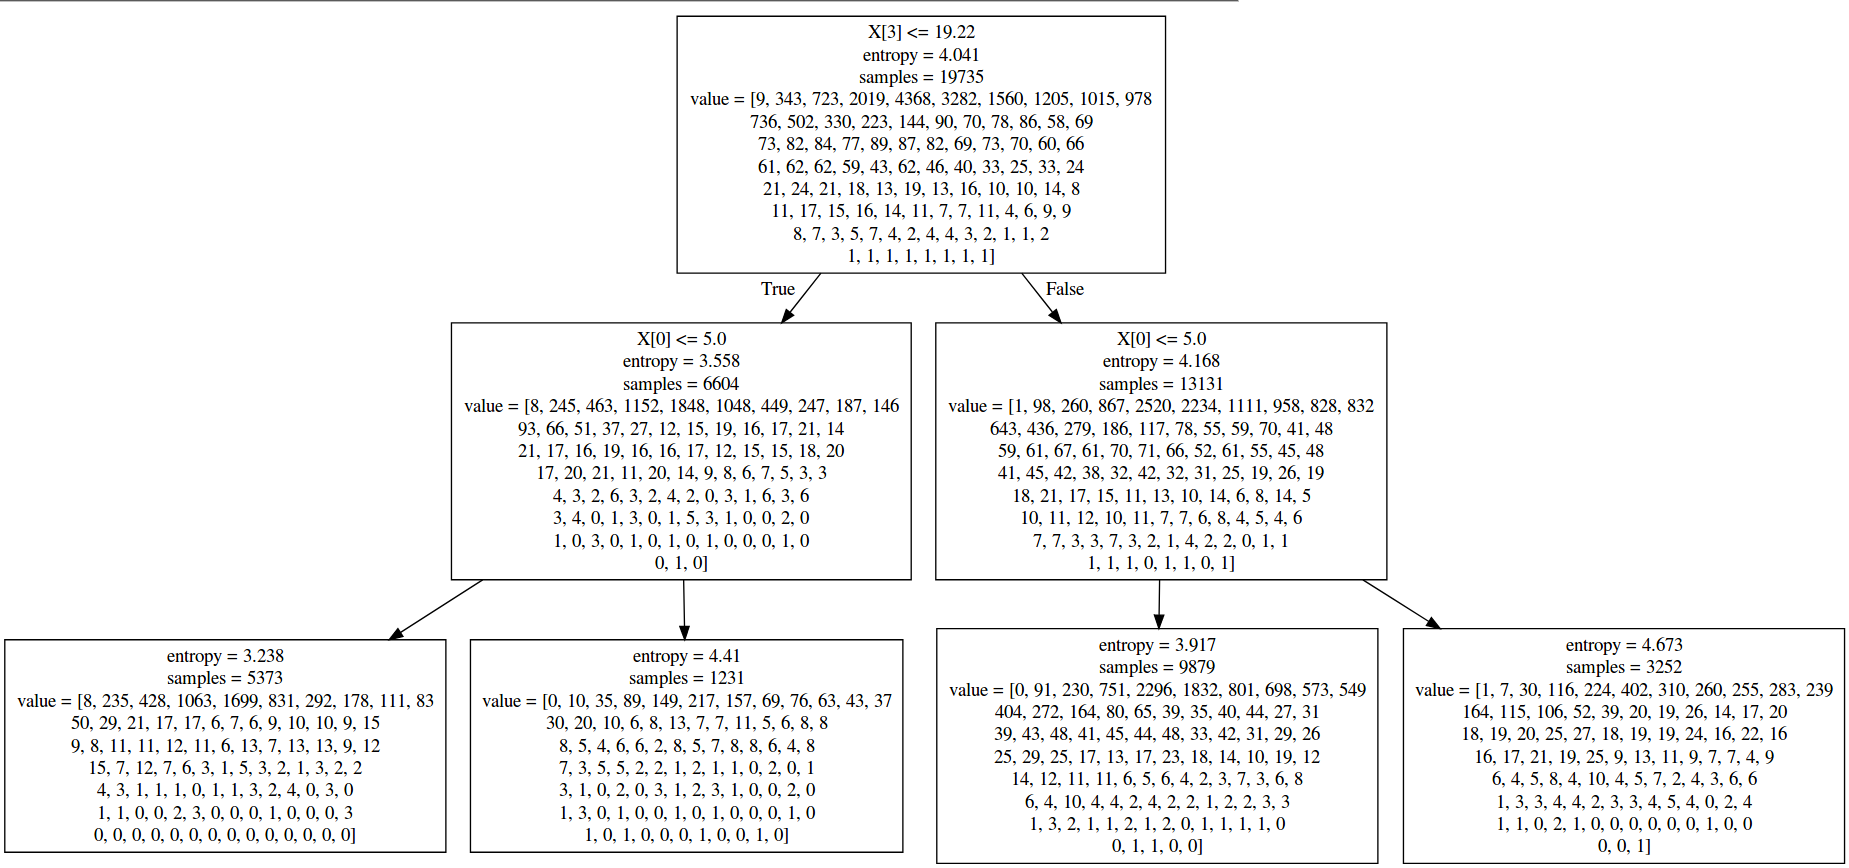 X[3] <= 19.22
entropy = 4.041
samples = 19735
value = [9, 343, 723, 2019, 4368, 3282, 1560, 1205, 1015, 978
736, 502, 330, 223, 144, 90, 70, 78, 86, 58, 69
73, 82, 84, 77, 89, 87, 82, 69, 73, 70, 60, 66
61, 62, 62, 59, 43, 62, 46, 40, 33, 25, 33, 24
21, 24, 21, 18, 13, 19, 13, 16, 10, 10, 14, 8
11, 17, 15, 16, 14, 11, 7, 7, 11, 4, 6, 9, 9
8, 7, 3, 5, 7, 4, 2, 4, 4, 3, 2, 1, 1, 2
1, 1, 1, 1, 1, 1, 1, 1]
True
False
X[0] <= 5.0
entropy = 3.558
samples = 6604
value = [8, 245, 463, 1152, 1848, 1048, 449, 247, 187, 146
93, 66, 51, 37, 27, 12, 15, 19, 16, 17, 21, 14
21, 17, 16, 19, 16, 16, 17, 12, 15, 15, 18, 20
17, 20, 21, 11, 20, 14, 9, 8, 6, 7, 5, 3, 3
4, 3, 2, 6, 3, 2, 4, 2, 0, 3, 1, 6, 3, 6
3, 4, 0, 1, 3, 0, 1, 5, 3, 1, 0, 0, 2, 0
1, 0, 3, 0, 1, 0, 1, 0, 1, 0, 0, 0, 1, 0
0, 1, 0]
X[0] <= 5.0
entropy = 4.168
samples = 13131
value = [1, 98, 260, 867, 2520, 2234, 1111, 958, 828, 832
643, 436, 279, 186, 117, 78, 55, 59, 70, 41, 48
59, 61, 67, 61, 70, 71, 66, 52, 61, 55, 45, 48
41, 45, 42, 38, 32, 42, 32, 31, 25, 19, 26, 19
18, 21, 17, 15, 11, 13, 10, 14, 6, 8, 14, 5
10, 11, 12, 10, 11, 7, 7, 6, 8, 4, 5, 4, 6
7, 7, 3, 3, 7, 3, 2, 1, 4, 2, 2, 0, 1, 1
1, 1, 1, 0, 1, 1, 0, 1]
entropy = 3.238
samples = 5373
value = [8, 235, 428, 1063, 1699, 831, 292, 178, 111, 83
50, 29, 21, 17, 17, 6, 7, 6, 9, 10, 10, 9, 15
9, 8, 11, 11, 12, 11, 6, 13, 7, 13, 13, 9, 12
15, 7, 12, 7, 6, 3, 1, 5, 3, 2, 1, 3, 2, 2
4, 3, 1, 1, 1, 0, 1, 1, 3, 2, 4, 0, 3, 0
1, 1, 0, 0, 2, 3, 0, 0, 0, 1, 0, 0, 0, 3
0, 0, 0, 0, 0, 0, 0, 0, 0, 0, 0, 0, 0, 0]
entropy = 4.41
samples = 1231
value = [0, 10, 35, 89, 149, 217, 157, 69, 76, 63, 43, 37
30, 20, 10, 6, 8, 13, 7, 7, 11, 5, 6, 8, 8
8, 5, 4, 6, 6, 2, 8, 5, 7, 8, 8, 6, 4, 8
7, 3, 5, 5, 2, 2, 1, 2, 1, 1, 0, 2, 0, 1
3, 1, 0, 2, 0, 3, 1, 2, 3, 1, 0, 0, 2, 0
1, 3, 0, 1, 0, 0, 1, 0, 1, 0, 0, 0, 1, 0
1, 0, 1, 0, 0, 0, 1, 0, 0, 1, 0]
entropy = 3.917
samples = 9879
value = [0, 91, 230, 751, 2296, 1832, 801, 698, 573, 549
404, 272, 164, 80, 65, 39, 35, 40, 44, 27, 31
39, 43, 48, 41, 45, 44, 48, 33, 42, 31, 29, 26
25, 29, 25, 17, 13, 17, 23, 18, 14, 10, 19, 12
14, 12, 11, 11, 6, 5, 6, 4, 2, 3, 7, 3, 6, 8
6, 4, 10, 4, 4, 2, 4, 2, 2, 1, 2, 2, 3, 3
1, 3, 2, 1, 1, 2, 1, 2, 0, 1, 1, 1, 1, 0
0, 1, 1, 0, 0]
entropy = 4.673
samples = 3252
value = [1, 7, 30, 116, 224, 402, 310, 260, 255, 283, 239
164, 115, 106, 52, 39, 20, 19, 26, 14, 17, 20
18, 19, 20, 25, 27, 18, 19, 19, 24, 16, 22, 16
16, 17, 21, 19, 25, 9, 13, 11, 9, 7, 7, 4, 9
6, 4, 5, 8, 4, 10, 4, 5, 7, 2, 4, 3, 6, 6
1, 3, 3, 4, 4, 2, 3, 3, 4, 5, 4, 0, 2, 4
1, 1, 0, 2, 1, 0, 0, 0, 0, 0, 0, 1, 0, 0
0, 0, 1]